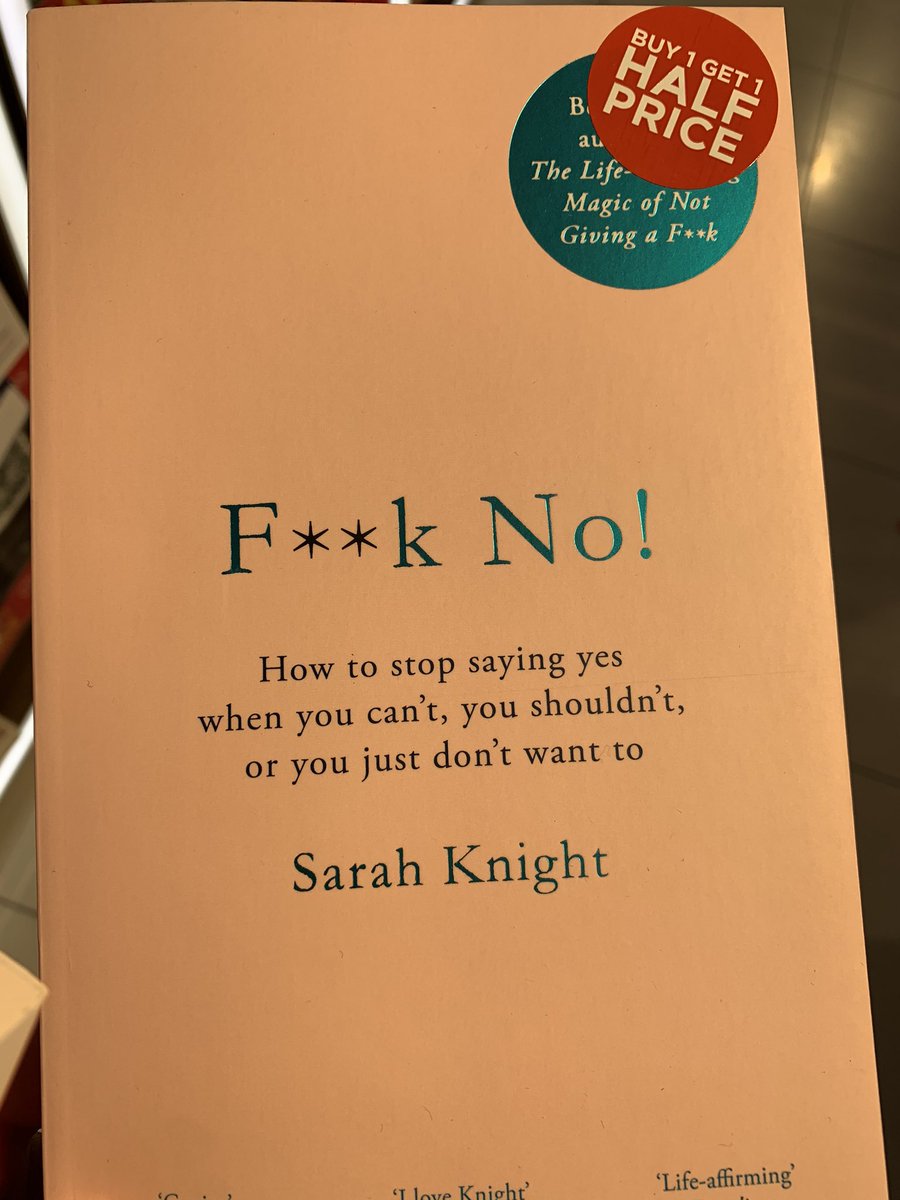 BUY 1 GET 1
HALF
PRICE
The Life-
Magic of Not
Giving a F**k
F**k No!
How to stop saying yes
when you can't, you shouldn't,
or you just don't want to
Sarah Knight
'I love Knight'
'Life-affirming'